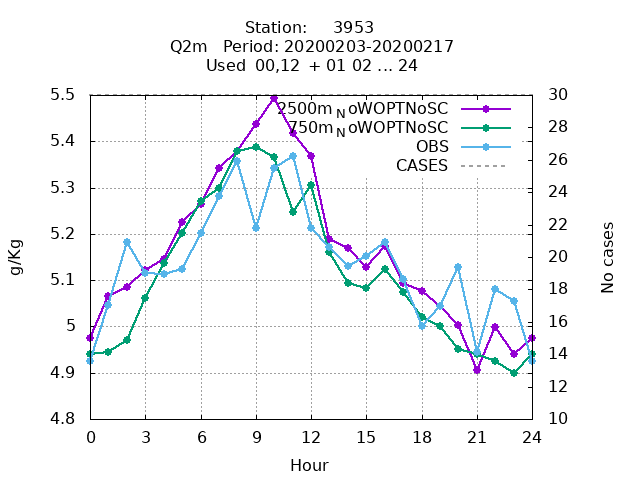 Station: 3953
Q2m Period: 20200203-20200217
Used 00,12 + 01 02 ... 24
5.5
5.4
5.3
5.2
5.1
5
4.9
4.8
g/Kg
2500mNoWOPTNoSC
750mNoWOPTNoSC
OBS
CASES
30
28
26
24
22
20
18
16
14
12
10
No cases
0 3 6 9 12 15 18 21 24
Hour